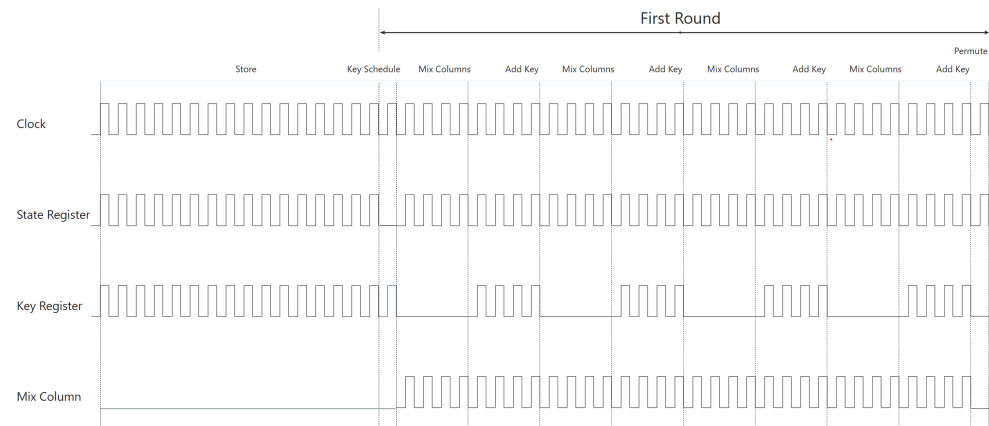 First Round
Permute
Store
Key Schedule
Mix Columns
Add Key
Mix Columns
Add Key
Mix Columns
Add Key
Mix Columns
Add Key
Clock
State Register
Key Register
Mix Column